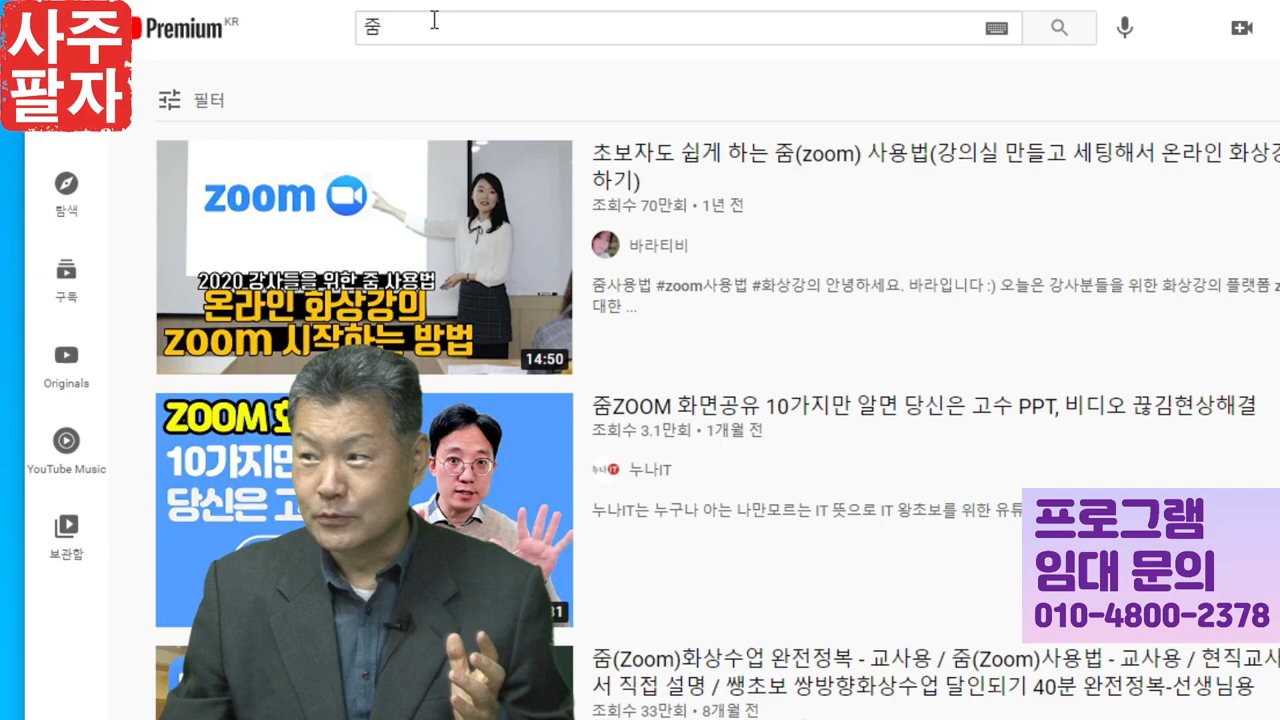 사주
팔자
Premium KR
줌
필터
탐색
구독
Originals
YouTube Music
보관함
zoom
2020 강사들을 위한 줌 사용법
온라인 화상강의
zoom 시작하는 방법
14:50
초보자도 쉽게 하는 줌(zoom) 사용법(강의실 만들고 세팅해서 온라인 화상강
하기)
조회수 70만회 • 1년 전
바라티비
줌사용법 #zoom사용법 #화상강의 안녕하세요. 바라입니다 :) 오늘은 강사분들을 위한 화상강의 플랫폼 z
대한 ...
ZOOM
10가지만
당신은
줌ZOOM 화면공유 10가지만 알면 당신은 고수 PPT, 비디오 끊김현상해결
조회수 3.1만회 • 1개월 전
누나IT
누나IT
누나IT는 누구나 아는 나만모르는 IT 뜻으로 IT 왕초보를 위한 유튜
프로그램
임대 문의
010-4800-2378
줌(Zoom)화상수업 완전정복 - 교사용 / 줌(Zoom)사용법 - 교사용 / 현직교사
서 직접 설명 / 쌩초보 쌍방향화상수업 달인되기 40분 완전정복-선생님용
조회수 33만회 • 8개월 전